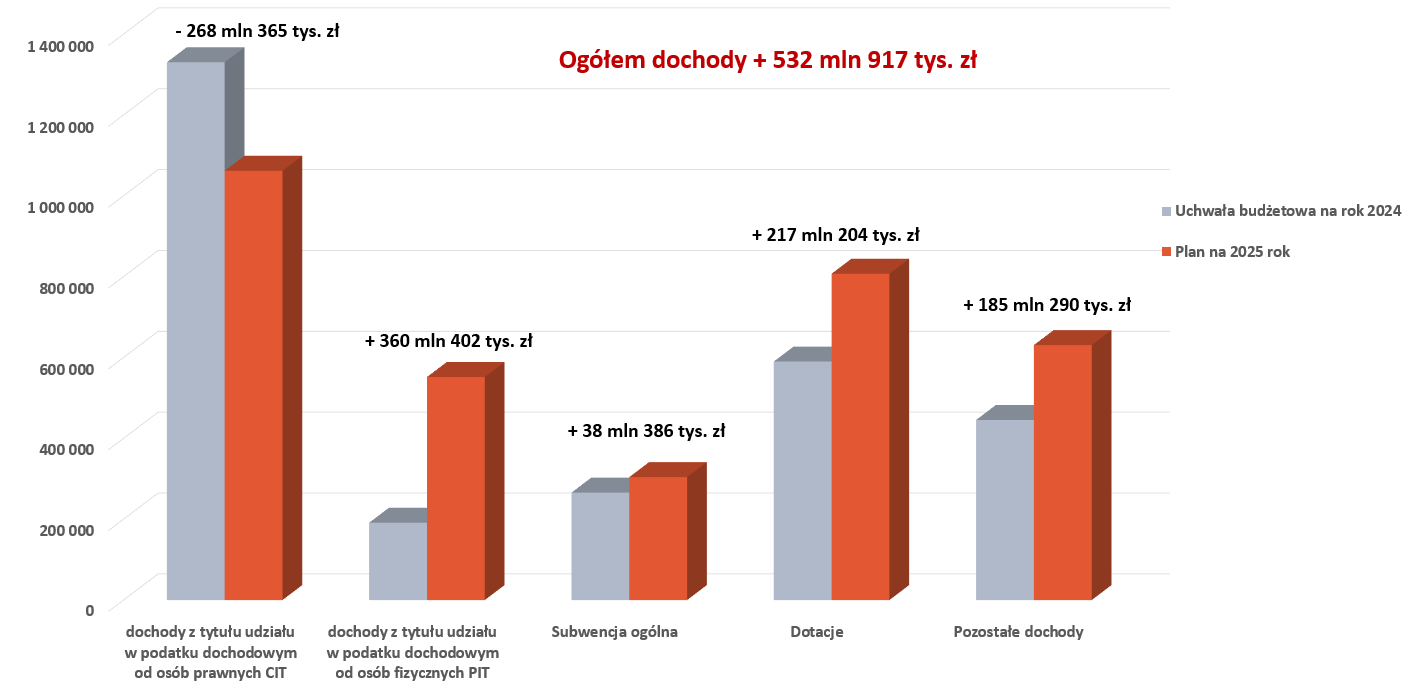 - 268 mln 365 tys. zł
Ogółem dochody + 532 mln 917 tys. zł
1 400 000
1 200 000
1 000 000
800 000
600 000
400 000
200 000
0
+ 360 mln 402 tys. zł
+ 38 mln 386 tys. zł
+ 217 mln 204 tys. zł
+ 185 mln 290 tys. zł
Uchwała budżetowa na rok 2024
Plan na 2025 rok
dochody z tytułu udziału
w podatku dochodowym
od osób prawnych CIT
dochody z tytułu udziału
w podatku dochodowym
od osób fizycznych PIT
Subwencja ogólna
Dotacje
Pozostałe dochody